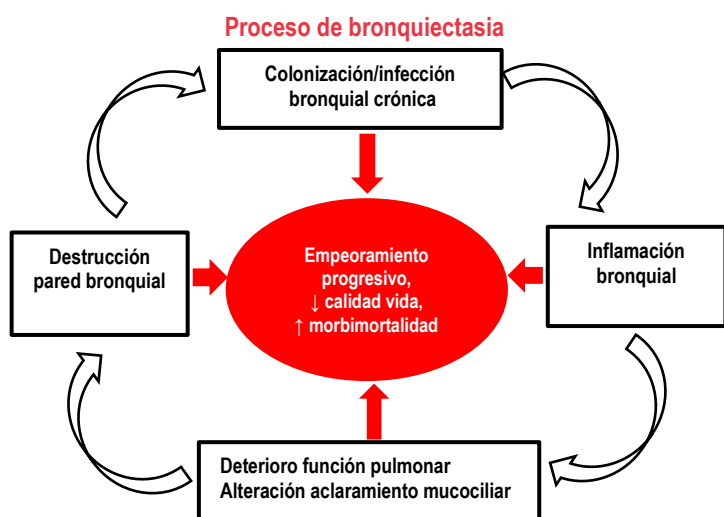 Proceso de bronquiectasia
Colonización/infección
bronquial crónica
Destrucción
pared bronquial
Empeoramiento
progresivo,
↓ calidad vida,
↑ morbimortalidad
Inflamación
bronquial
Deterioro función pulmonar
Alteración aclaramiento mucociliar